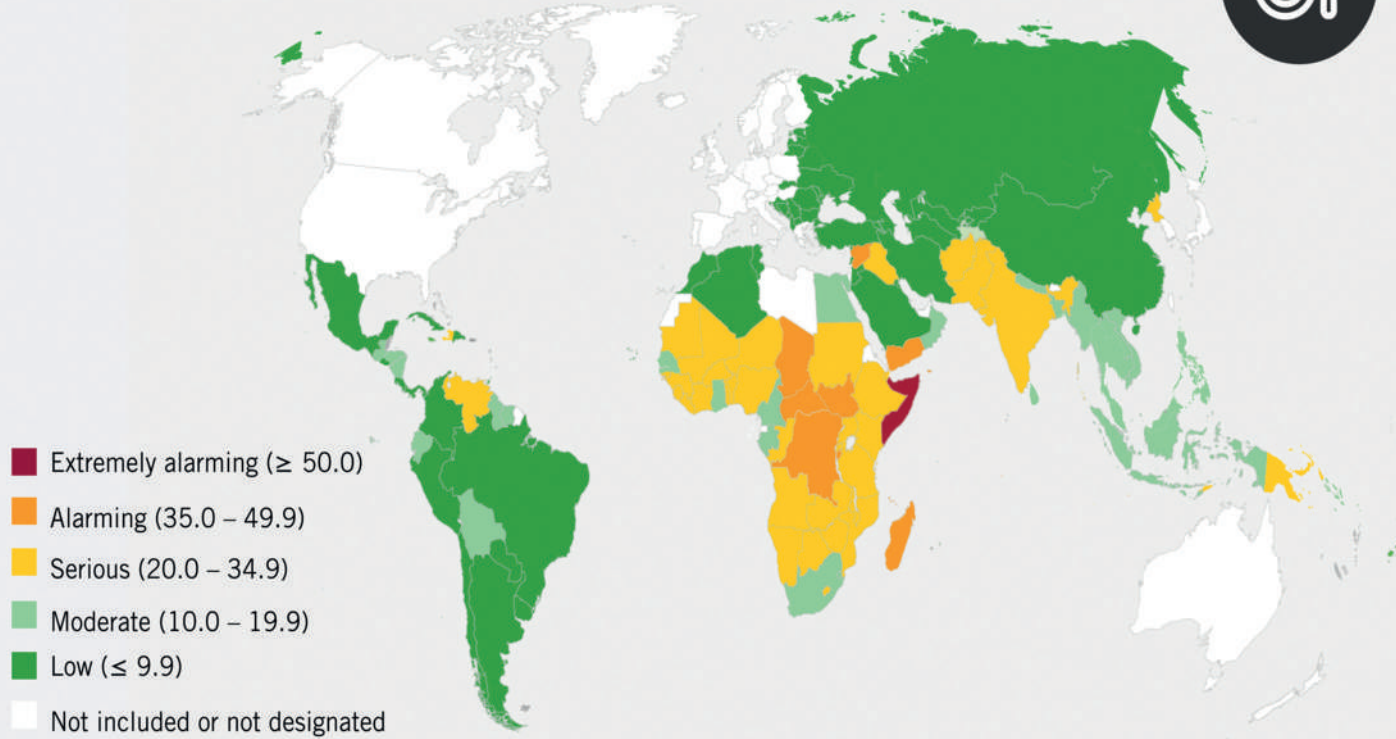 Extremely alarming (≥ 50.0)
Alarming (35.0 – 49.9)
Serious (20.0 – 34.9)
Moderate (10.0 – 19.9)
Low (≤ 9.9)
Not included or not designated